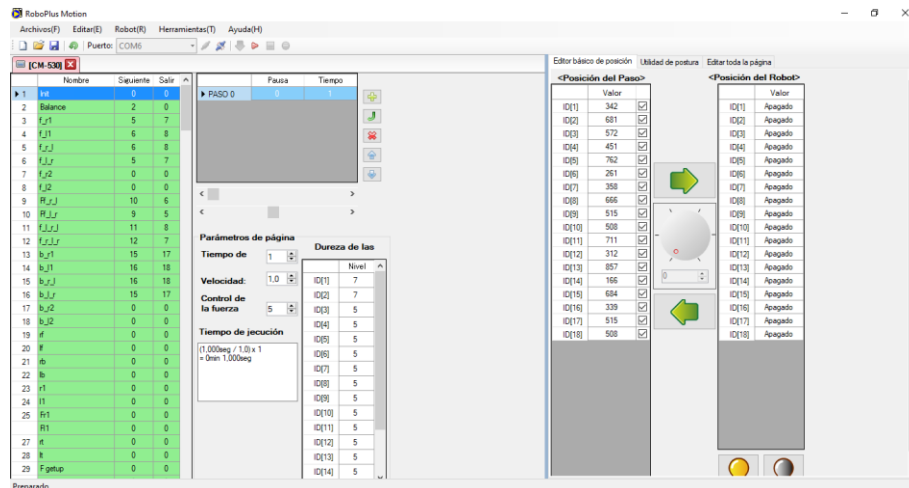 RoboPlus Motion
Archivos(F) Editar(E) Robot(R) Herramientas(T) Ayuda(H)
Puerto: COM6
[CM-530]
Nombre Siguiente Salir
1 Init 0 0
2 Balance 2 0
3 f_r1 5 7
4 f_l1 6 8
5 f_r_l 6 8
6 f_l_r 5 7
7 f_r2 0 0
8 f_l2 0 0
9 Ff_r_l 10 6
10 Ff_l_r 9 5
11 f_l_r_l 11 8
12 f_r_l_r 12 7
13 b_r1 15 17
14 b_l1 16 18
15 b_r_l 16 18
16 b_l_r 15 17
17 b_r2 0 0
18 b_l2 0 0
19 rf 0 0
20 lf 0 0
21 rb 0 0
22 lb 0 0
23 r1 0 0
24 l1 0 0
25 Fr1 0 0
Fl1 0 0
27 rt 0 0
28 lt 0 0
29 F getup 0 0
Pausa Tiempo
PASO 0 0 1
Parámetros de página
Tiempo de 1
Velocidad: 1,0
Control de
la fuerza 5
Tiempo de jecución
(1,000seg / 1,0) x 1
= 0min 1,000seg
Dureza de las
Nivel
ID[1] 7
ID[2] 7
ID[3] 5
ID[4] 5
ID[5] 5
ID[6] 5
ID[7] 5
ID[8] 5
ID[9] 5
ID[10] 5
ID[11] 5
ID[12] 5
ID[13] 5
ID[14] 5
Editor básico de posición Utilidad de postura Editar toda la página
<Posición del Paso>
Valor
ID[1] 342
ID[2] 681
ID[3] 572
ID[4] 451
ID[5] 762
ID[6] 261
ID[7] 358
ID[8] 666
ID[9] 515
ID[10] 508
ID[11] 711
ID[12] 312
ID[13] 857
ID[14] 166
ID[15] 684
ID[16] 339
ID[17] 515
ID[18] 508
0
<Posición del Robot>
Valor
ID[1] Apagado
ID[2] Apagado
ID[3] Apagado
ID[4] Apagado
ID[5] Apagado
ID[6] Apagado
ID[7] Apagado
ID[8] Apagado
ID[9] Apagado
ID[10] Apagado
ID[11] Apagado
ID[12] Apagado
ID[13] Apagado
ID[14] Apagado
ID[15] Apagado
ID[16] Apagado
ID[17] Apagado
ID[18] Apagado
Preparado